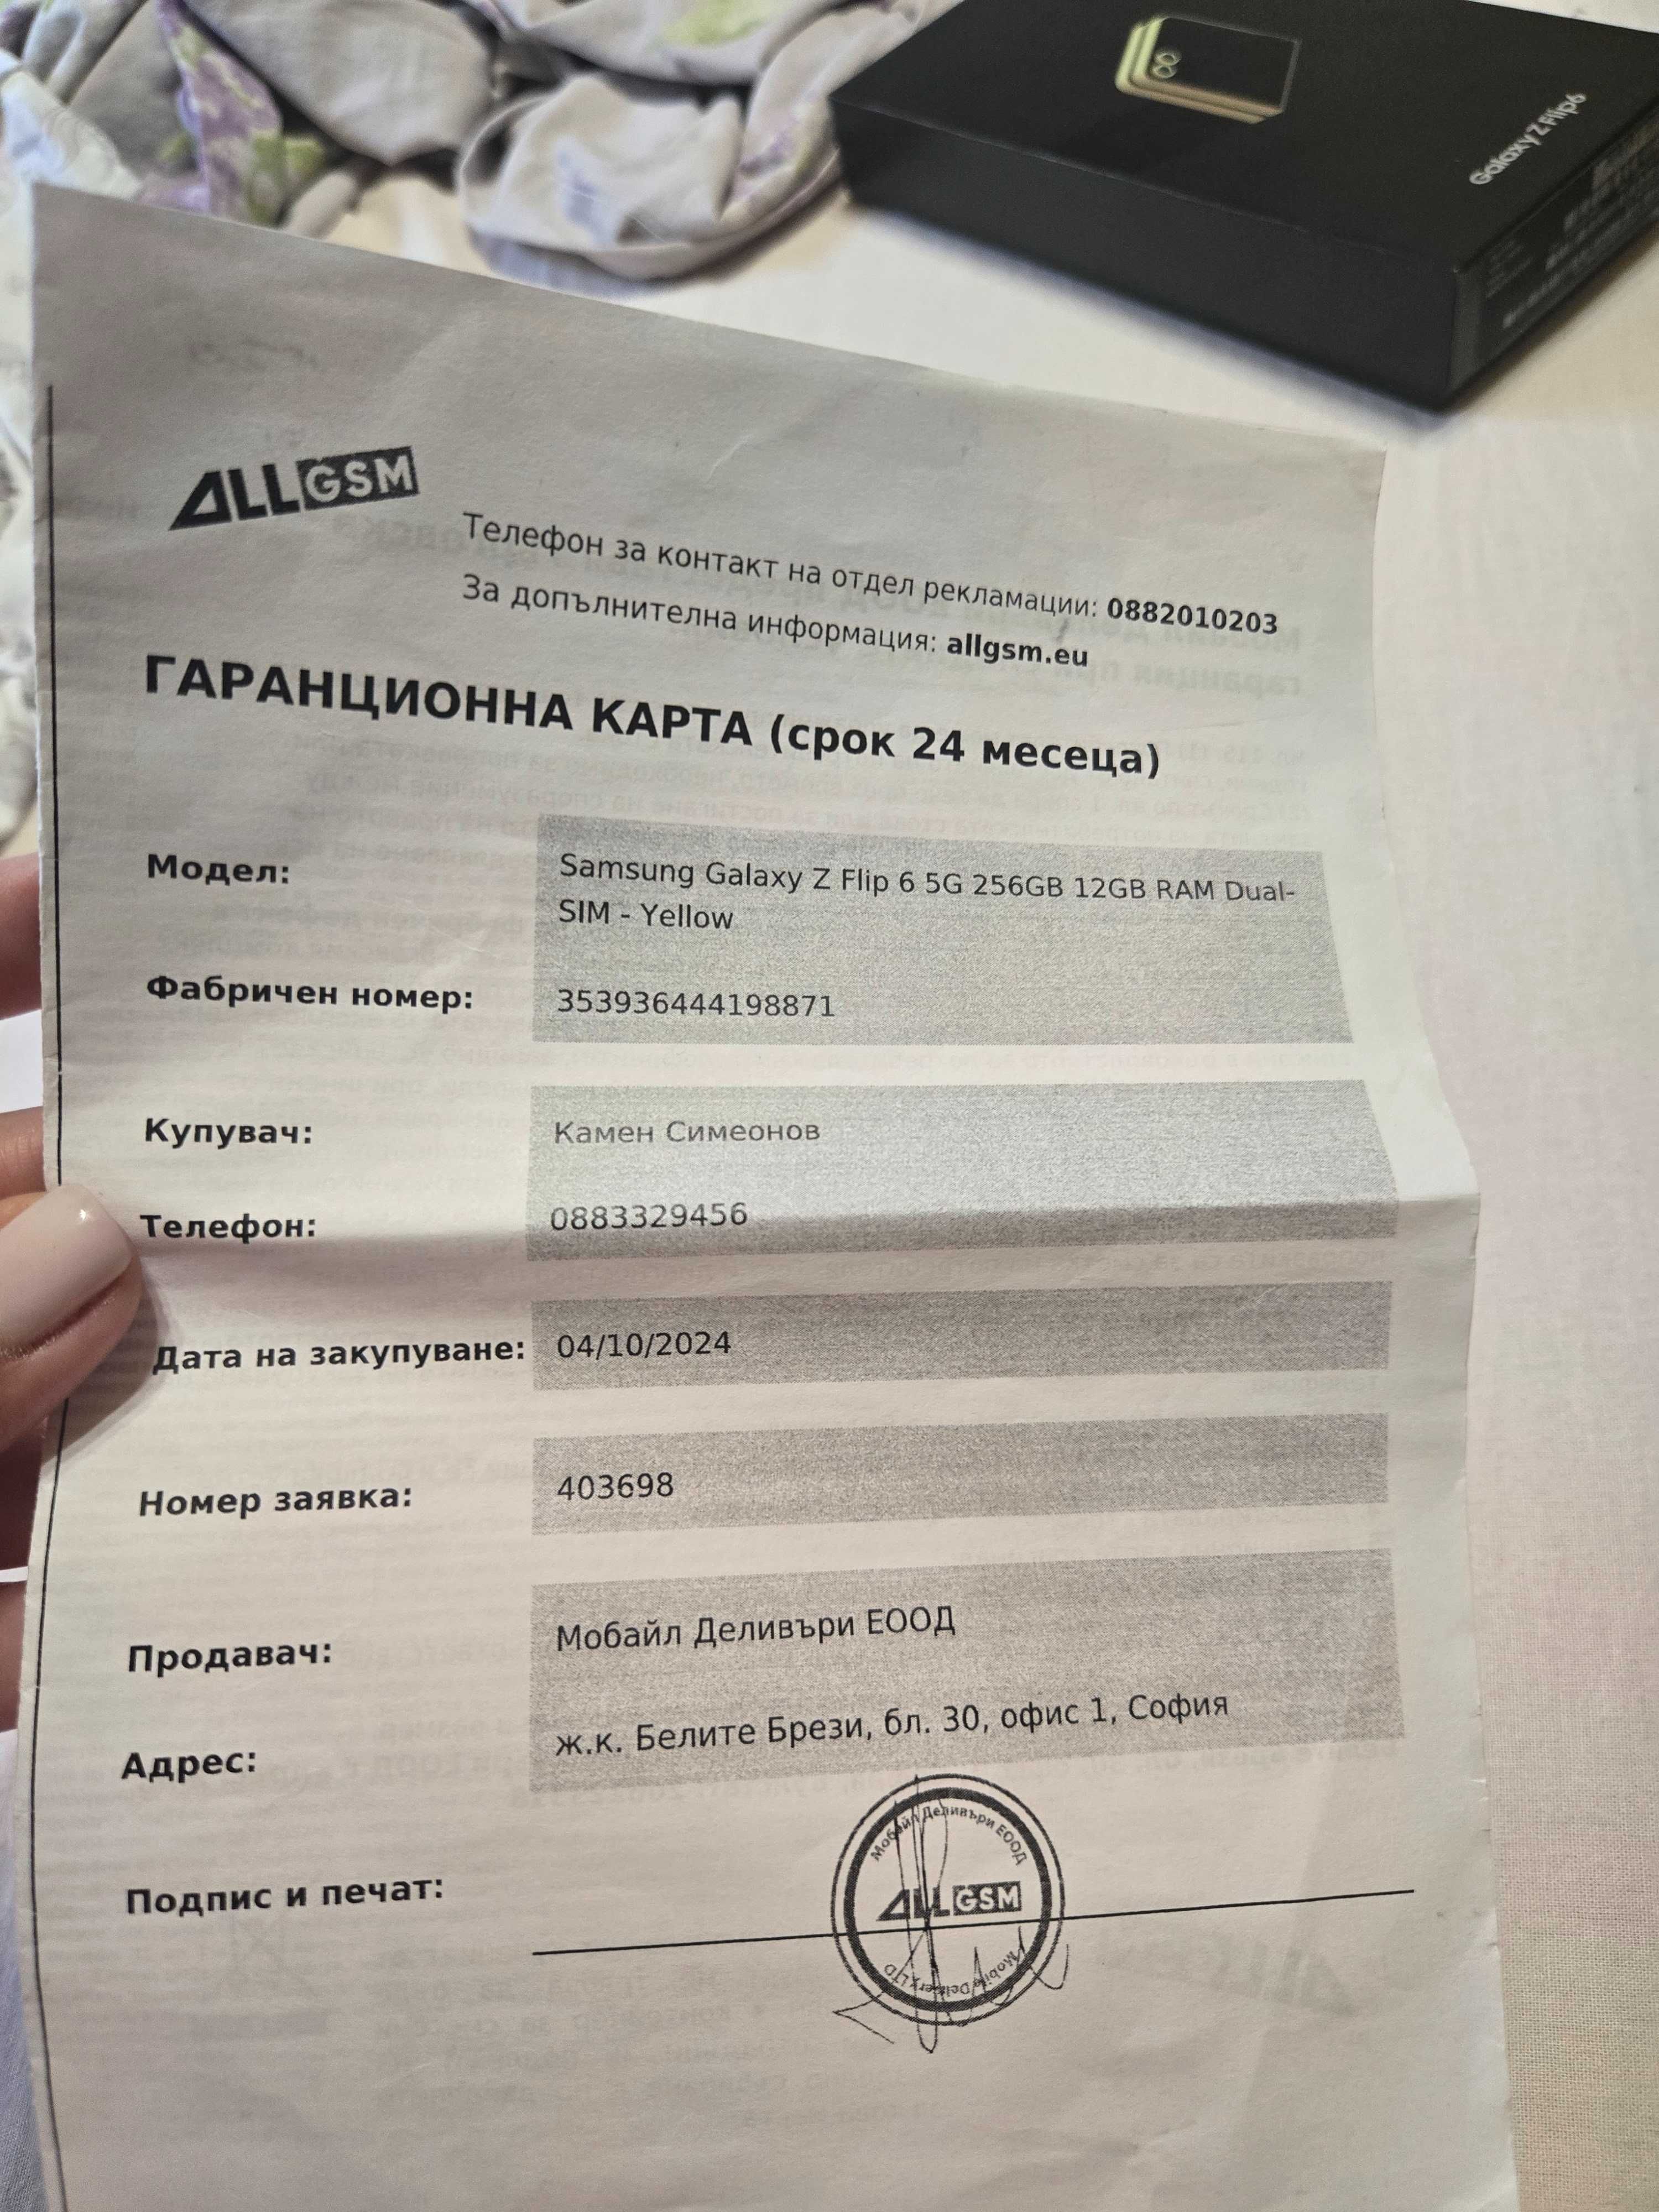 Galaxy Z Flip6
ALLGSM
Телефон за контакт на отдел рекламации: 0882010203
За допълнителна информация: allgsm.eu
ГАРАНЦИОННА КАРТА (срок 24 месеца)
Модел: Samsung Galaxy Z Flip 6 5G 256GB 12GB RAM Dual-
SIM - Yellow
Фабричен номер: 353936444198871
Купувач: Камен Симеонов
Телефон: 0883329456
Дата на закупуване: 04/10/2024
Номер заявка: 403698
Продавач: Мобайл Деливъри ЕООД
Адрес: ж.к. Белите Брези, бл. 30, офис 1, София
Подпис и печат:
Мобайл Деливъри ЕООД
ALLGSM
Mobile Delivery LTD